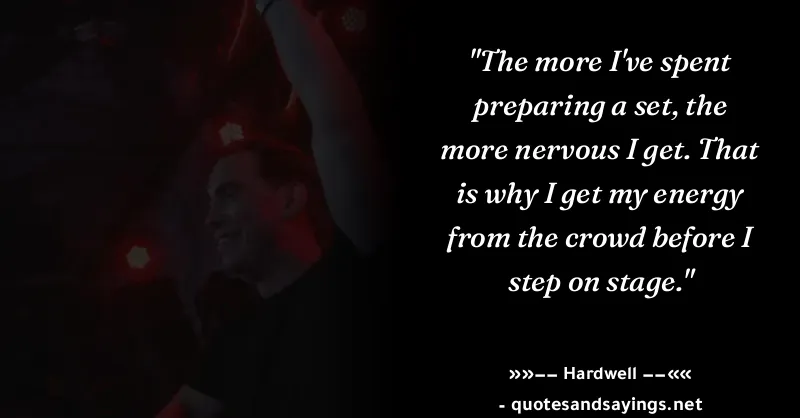 "The more I've spent
preparing a set, the
more nervous I get. That
is why I get my energy
from the crowd before I
step on stage."
»»−− Hardwell −−««
- quotesandsayings.net